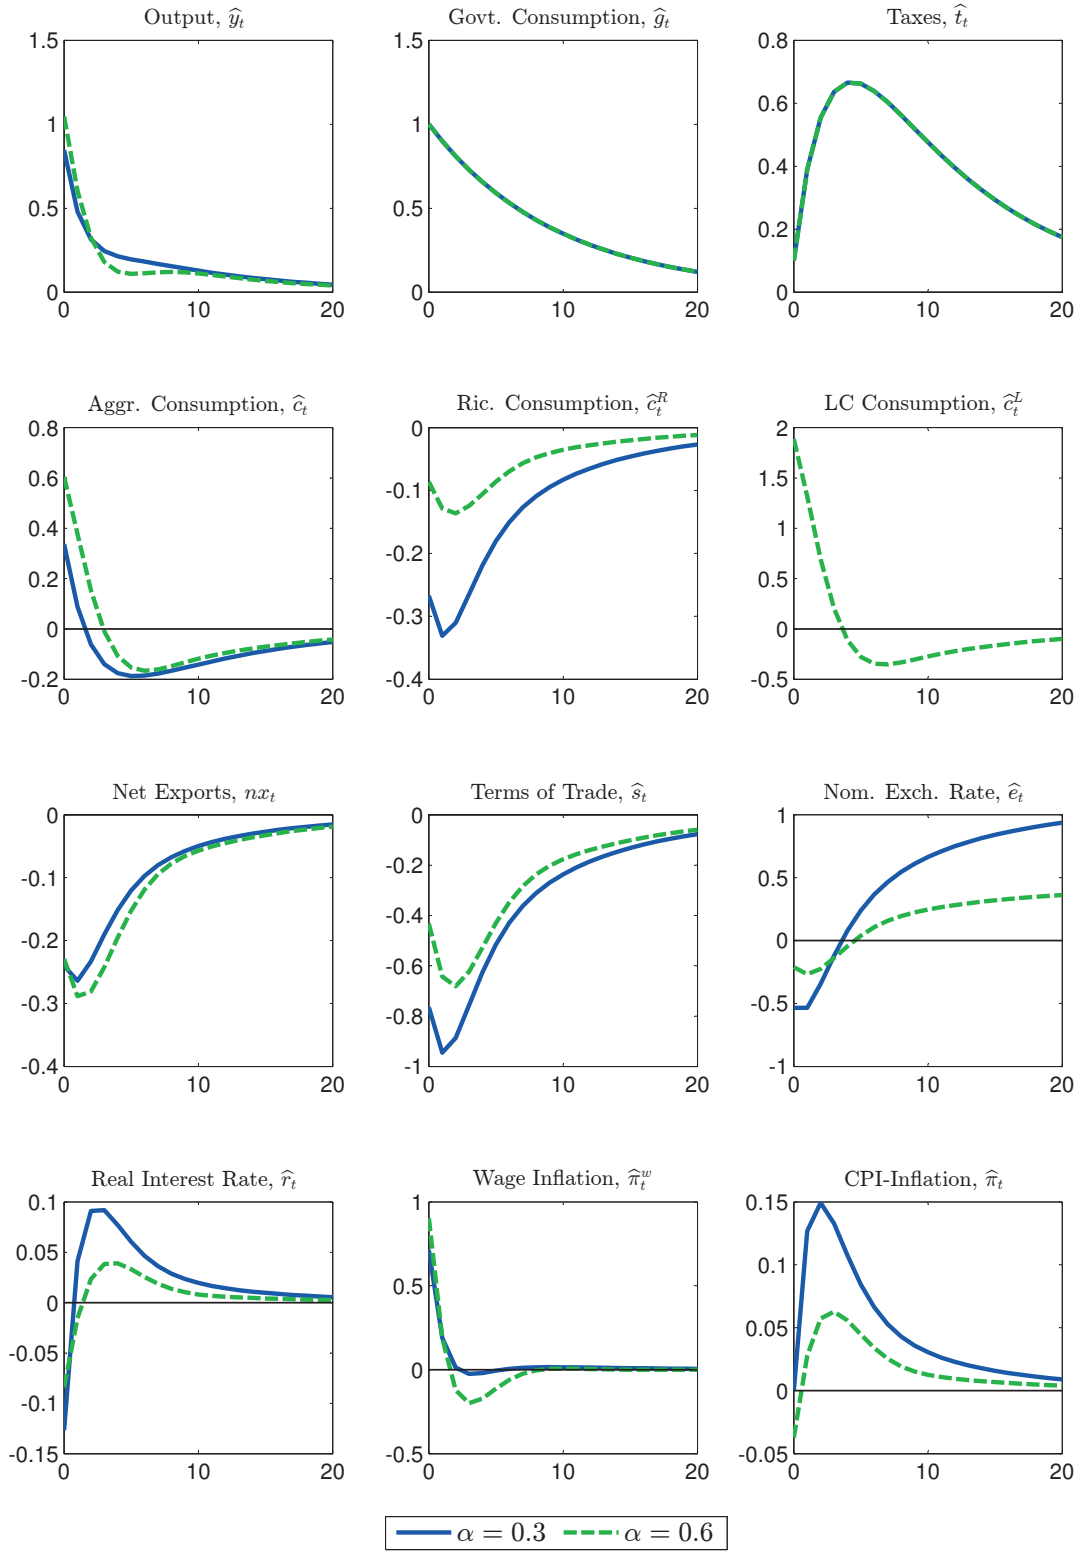 Output, ŷ_t
Govt. Consumption, ĝ_t
Taxes, t̂_t
1.5
1
0.5
0
0 10 20
1.5
1
0.5
0
0 10 20
0.8
0.6
0.4
0.2
0
0 10 20
Aggr. Consumption, ĉ_t
Ric. Consumption, ĉ_t^R
LC Consumption, ĉ_t^L
0.8
0.6
0.4
0.2
0
-0.2
0 10 20
0
-0.1
-0.2
-0.3
-0.4
0 10 20
2
1.5
1
0.5
0
-0.5
0 10 20
Net Exports, nx_t
Terms of Trade, ŝ_t
Nom. Exch. Rate, ê_t
0
-0.1
-0.2
-0.3
-0.4
0 10 20
0
-0.2
-0.4
-0.6
-0.8
-1
0 10 20
1
0.5
0
-0.5
-1
0 10 20
Real Interest Rate, r̂_t
Wage Inflation, π̂_t^w
CPI-Inflation, π̂_t
0.1
0.05
0
-0.05
-0.1
-0.15
0 10 20
1
0.5
0
-0.5
0 10 20
0.15
0.1
0.05
0
-0.05
0 10 20
α = 0.3 α = 0.6